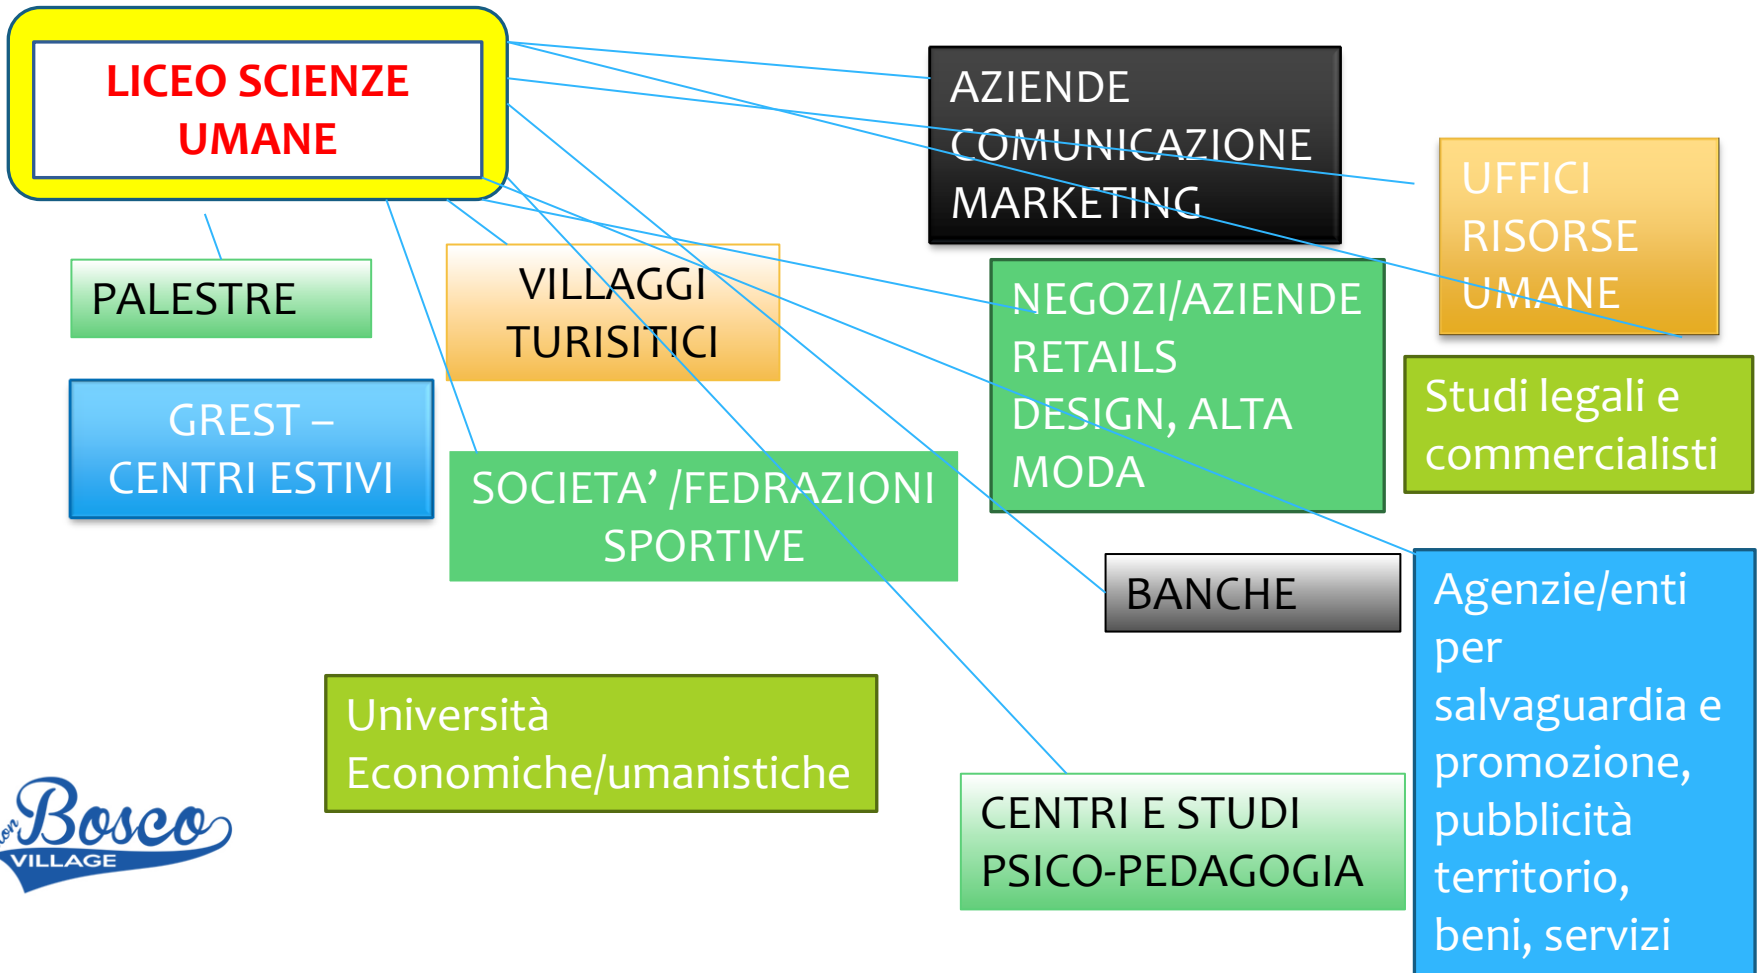 LICEO SCIENZE
UMANE
AZIENDE
COMUNICAZIONE
MARKETING
UFFICI
RISORSE
UMANE
PALESTRE
VILLAGGI
TURISITICI
NEGOZI/AZIENDE
RETAILS
DESIGN, ALTA
MODA
Studi legali e
commercialisti
GREST –
CENTRI ESTIVI
SOCIETA’ /FEDRAZIONI
SPORTIVE
BANCHE
Agenzie/enti
per
salvaguardia e
promozione,
pubblicità
territorio,
beni, servizi
Università
Economiche/umanistiche
CENTRI E STUDI
PSICO-PEDAGOGIA
on Bosco
VILLAGE